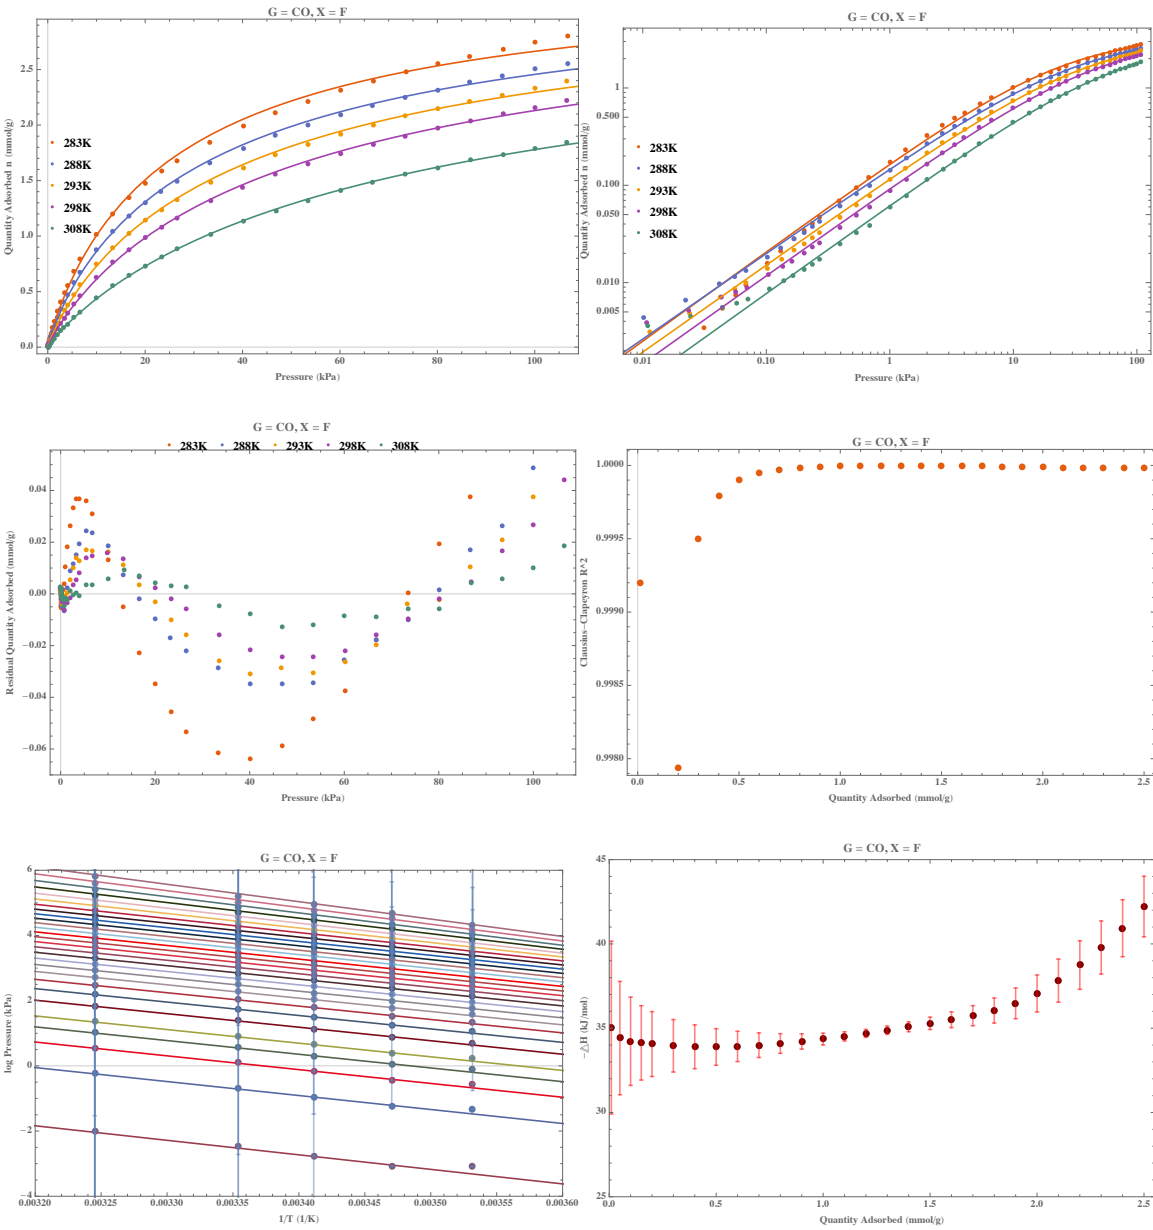 G = CO, X = F
Quantity Adsorbed n (mmol/g)
2.5
2.0
1.5
1.0
0.5
0.0
283K
288K
293K
298K
308K
0
20
40
60
80
100
Pressure (kPa)
G = CO, X = F
Quantity Adsorbed n (mmol/g)
1
0.500
0.100
0.050
0.010
0.005
283K
288K
293K
298K
308K
0.01
0.10
1
10
100
Pressure (kPa)
G = CO, X = F
283K 288K 293K 298K 308K
Residual Quantity Adsorbed (mmol/g)
0.04
0.02
0.00
−0.02
−0.04
−0.06
0
20
40
60
80
100
Pressure (kPa)
G = CO, X = F
Clausius−Clapeyron R^2
1.0000
0.9995
0.9990
0.9985
0.9980
0.0
0.5
1.0
1.5
2.0
2.5
Quantity Adsorbed (mmol/g)
G = CO, X = F
log Pressure (kPa)
6
4
2
0
−2
−4
0.00320
0.00325
0.00330
0.00335
0.00340
0.00345
0.00350
0.00355
0.00360
1/T (1/K)
G = CO, X = F
−△H (kJ/mol)
45
40
35
30
25
0.0
0.5
1.0
1.5
2.0
2.5
Quantity Adsorbed (mmol/g)